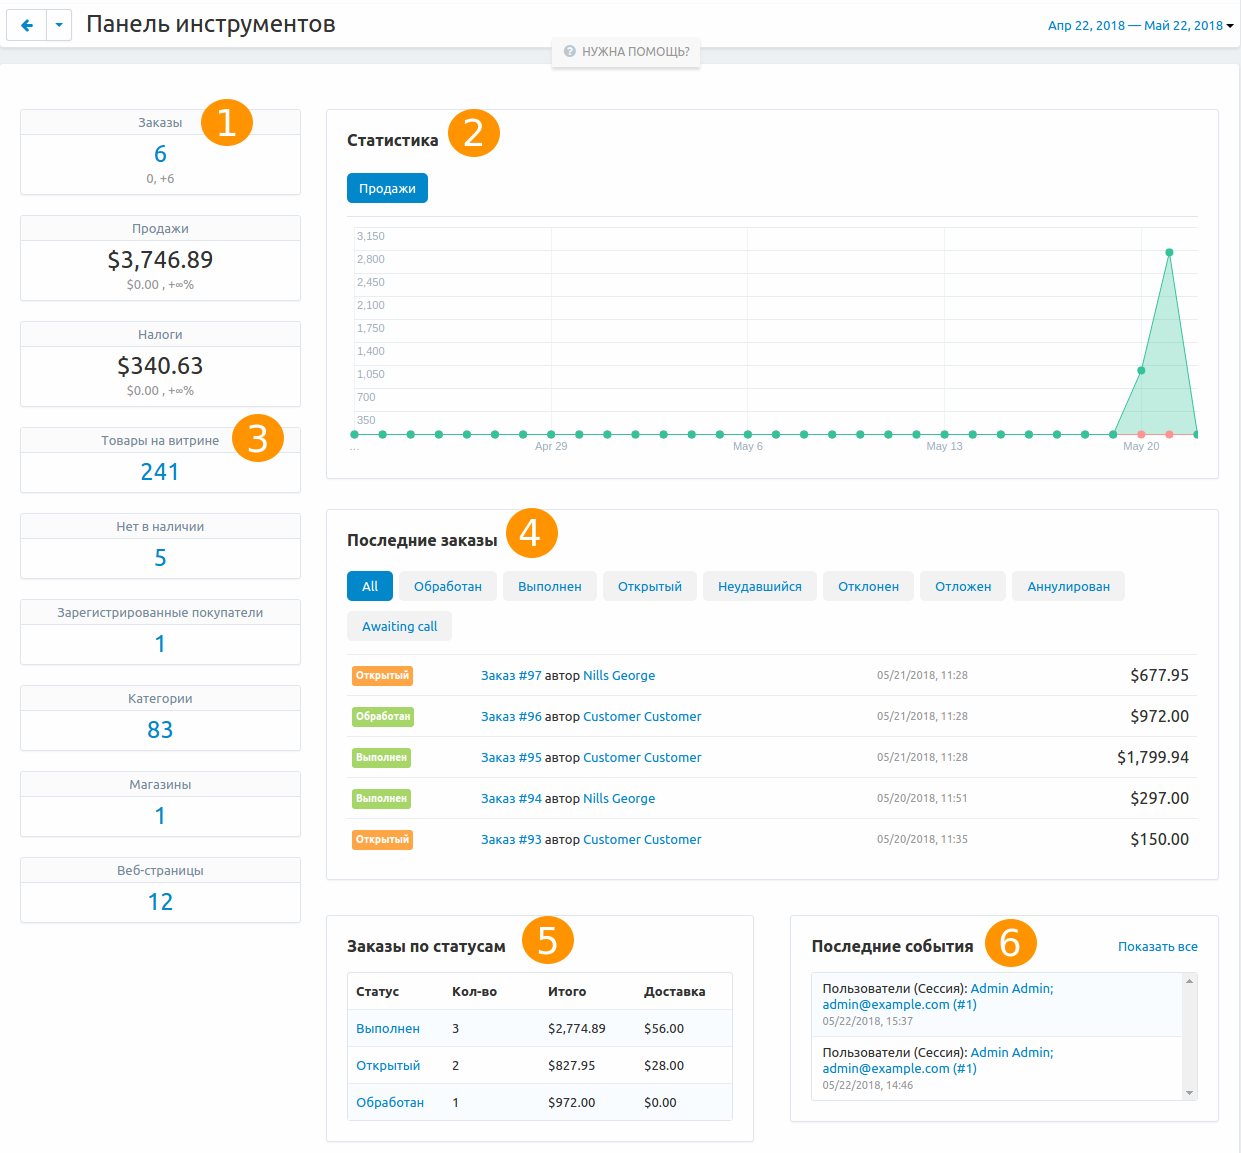 Панель инструментов
Апр 22, 2018 — Май 22, 2018
НУЖНА ПОМОЩЬ?
Заказы
1
6
0, +6
Продажи
$3,746.89
$0.00 , +∞%
Налоги
$340.63
$0.00 , +∞%
Товары на витрине
3
241
Нет в наличии
5
Зарегистрированные покупатели
1
Категории
83
Магазины
1
Веб-страницы
12
Статистика
2
Продажи
3,150
2,800
2,450
2,100
1,750
1,400
1,050
700
350
... Apr 29 May 6 May 13 May 20
Последние заказы
4
All Обработан Выполнен Открытый Неудавшийся Отклонен Отложен Аннулирован
Awaiting call
Открытый Заказ #97 автор Nills George 05/21/2018, 11:28 $677.95
Обработан Заказ #96 автор Customer Customer 05/21/2018, 11:28 $972.00
Выполнен Заказ #95 автор Customer Customer 05/21/2018, 11:28 $1,799.94
Выполнен Заказ #94 автор Nills George 05/20/2018, 11:51 $297.00
Открытый Заказ #93 автор Customer Customer 05/20/2018, 11:35 $150.00
Заказы по статусам
5
Статус Кол-во Итого Доставка
Выполнен 3 $2,774.89 $56.00
Открытый 2 $827.95 $28.00
Обработан 1 $972.00 $0.00
Последние события
6
Показать все
Пользователи (Сессия): Admin Admin;
admin@example.com (#1)
05/22/2018, 15:37
Пользователи (Сессия): Admin Admin;
admin@example.com (#1)
05/22/2018, 14:46